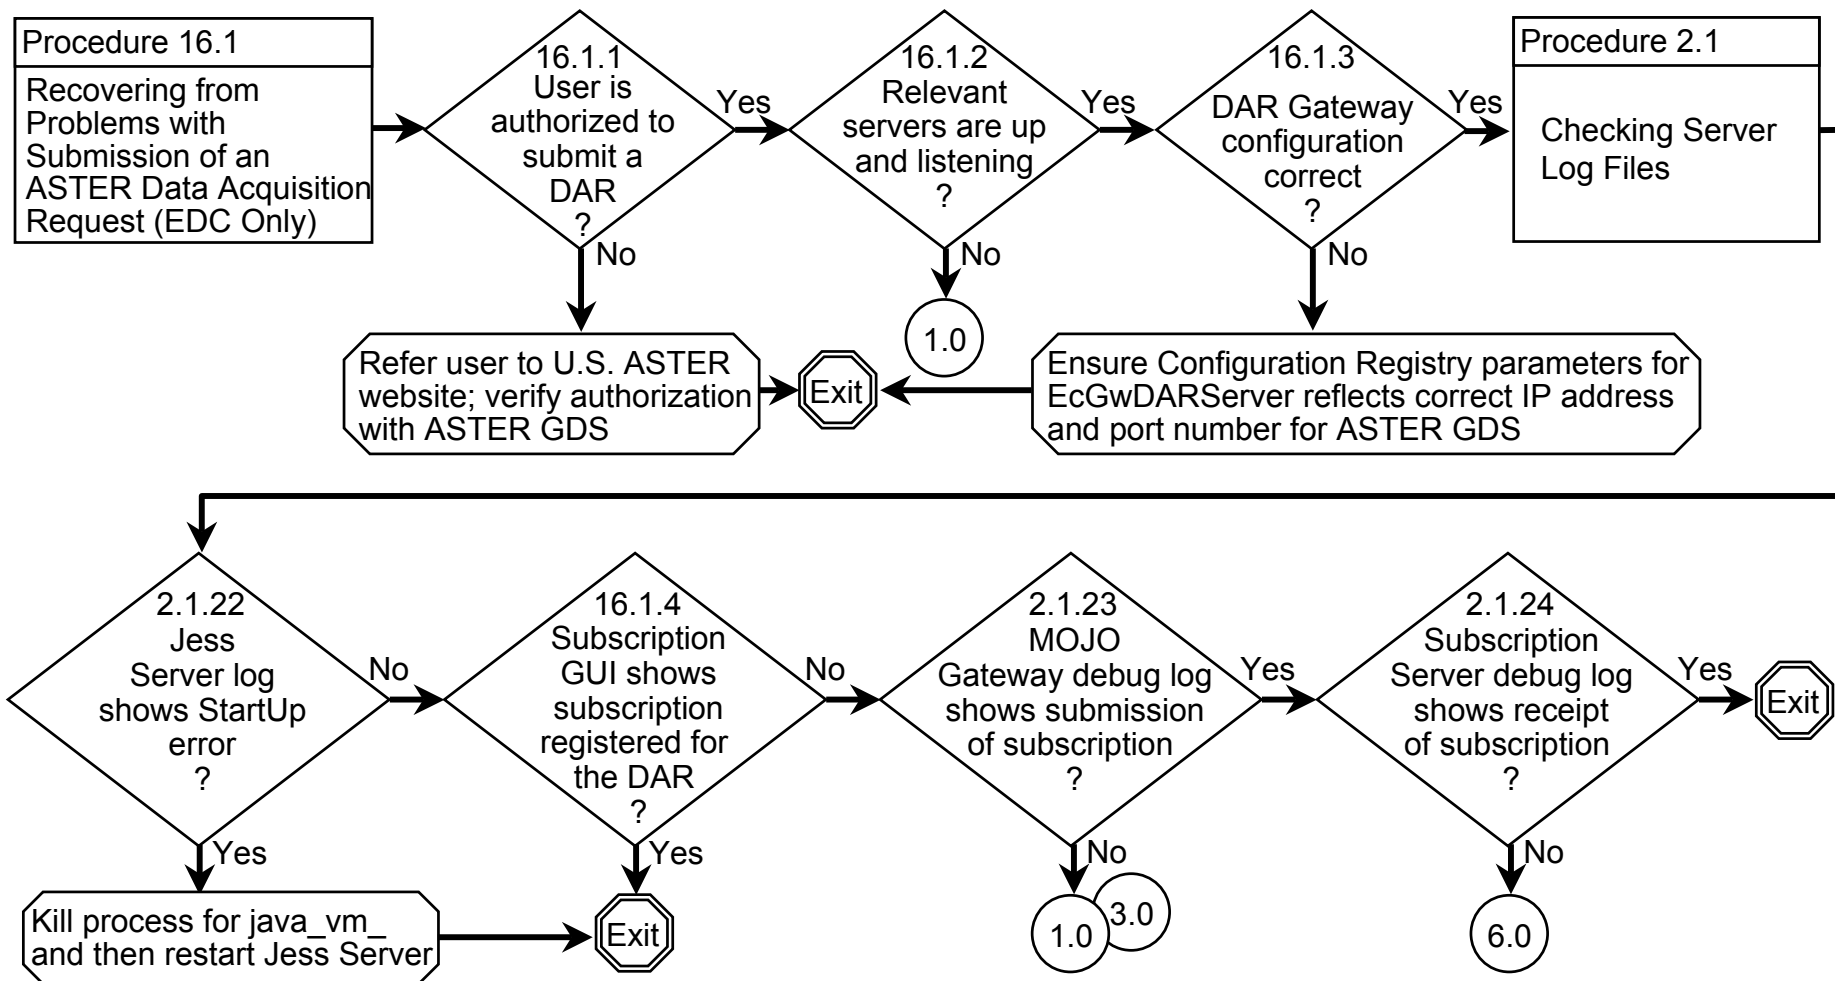 Procedure 16.1
Recovering from
Problems with
Submission of an
ASTER Data Acquisition
Request (EDC Only)
16.1.1
User is
authorized to
submit a
DAR
?
Yes
No
16.1.2
Relevant
servers are up
and listening
?
Yes
No
1.0
16.1.3
DAR Gateway
configuration
correct
?
Yes
No
Procedure 2.1
Checking Server
Log Files
Refer user to U.S. ASTER
website; verify authorization
with ASTER GDS
Exit
Ensure Configuration Registry parameters for
EcGwDARServer reflects correct IP address
and port number for ASTER GDS
2.1.22
Jess
Server log
shows StartUp
error
?
No
Yes
Kill process for java_vm_
and then restart Jess Server
16.1.4
Subscription
GUI shows
subscription
registered for
the DAR
?
No
Yes
Exit
2.1.23
MOJO
Gateway debug log
shows submission
of subscription
?
Yes
No
1.0
3.0
2.1.24
Subscription
Server debug log
shows receipt
of subscription
?
Yes
No
6.0
Exit